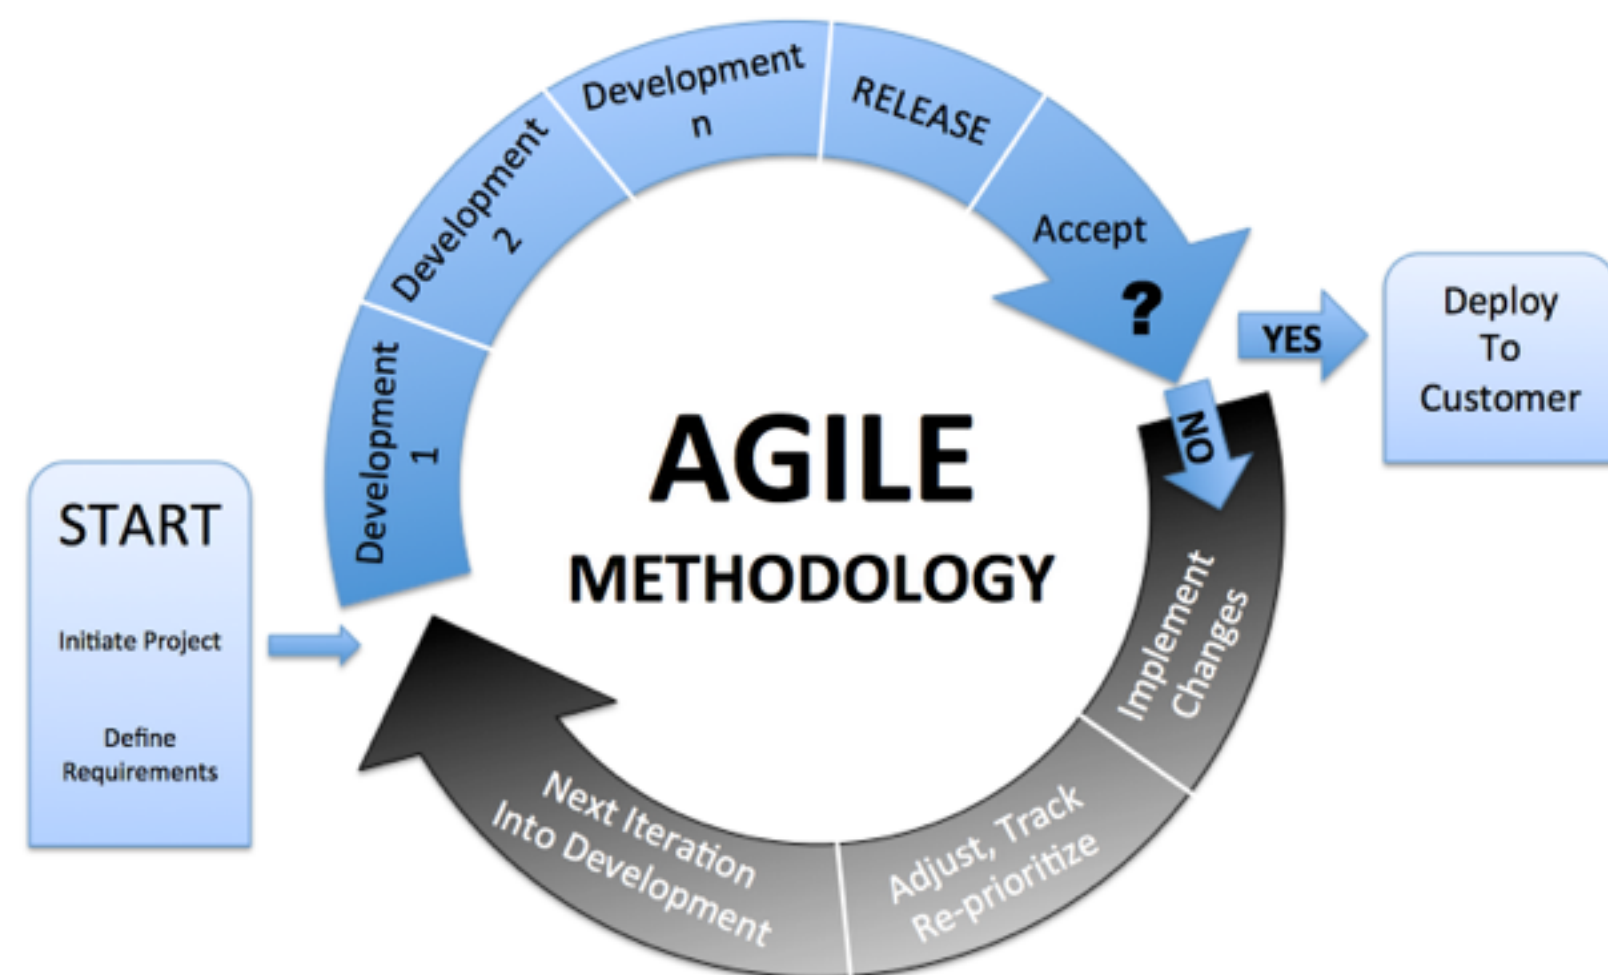 START
Initiate Project
Define
Requirements
Development
1
Development
2
Development
n
RELEASE
Accept
?
YES
Deploy
To
Customer
NO
Implement
Changes
Adjust, Track
Re-prioritize
Next Iteration
Into Development
AGILE
METHODOLOGY